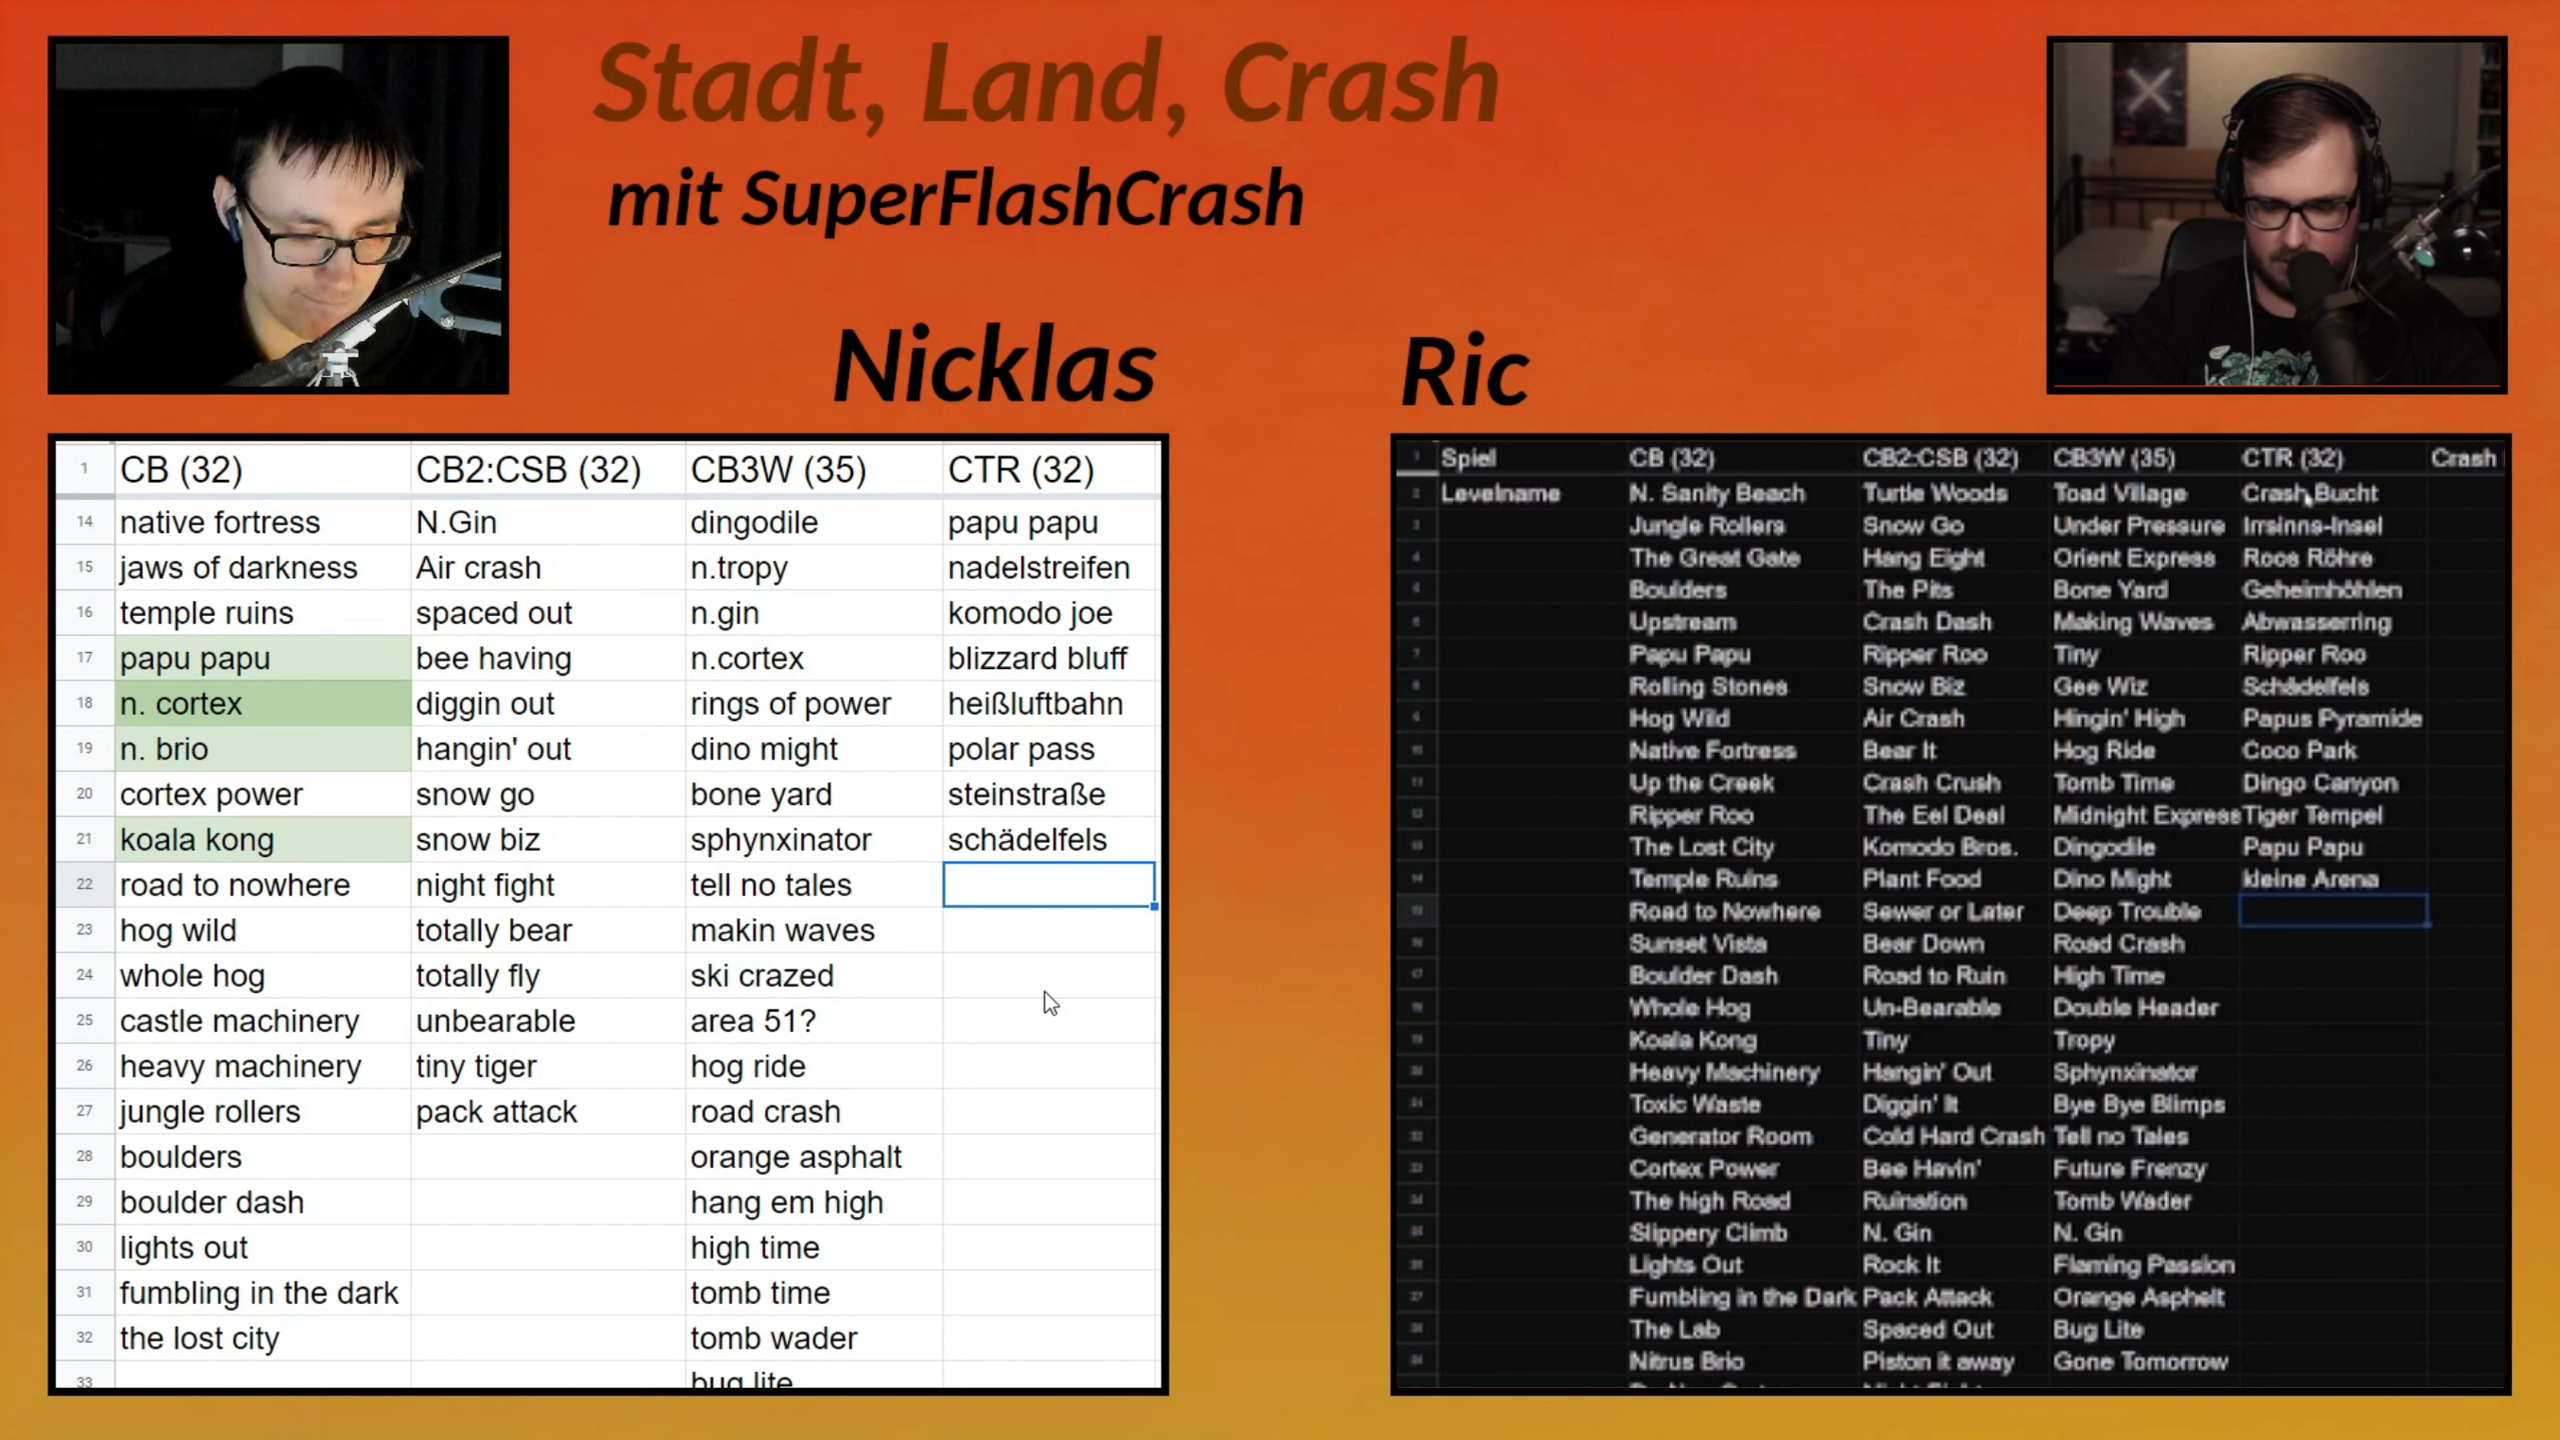 Stadt, Land, Crash
mit SuperFlashCrash
Nicklas
Ric
1 CB (32) CB2:CSB (32) CB3W (35) CTR (32)
14 native fortress N.Gin dingodile papu papu
15 jaws of darkness Air crash n.tropy nadelstreifen
16 temple ruins spaced out n.gin komodo joe
17 papu papu bee having n.cortex blizzard bluff
18 n. cortex diggin out rings of power heißluftbahn
19 n. brio hangin' out dino might polar pass
20 cortex power snow go bone yard steinstraße
21 koala kong snow biz sphynxinator schädelfels
22 road to nowhere night fight tell no tales
23 hog wild totally bear makin waves
24 whole hog totally fly ski crazed
25 castle machinery unbearable area 51?
26 heavy machinery tiny tiger hog ride
27 jungle rollers pack attack road crash
28 boulders orange asphalt
29 boulder dash hang em high
30 lights out high time
31 fumbling in the dark tomb time
32 the lost city tomb wader
33 bug lite
Spiel CB (32) CB2:CSB (32) CB3W (35) CTR (32) Crash
Levelname N. Sanity Beach Turtle Woods Toad Village Crash Bucht
Jungle Rollers Snow Go Under Pressure Irrsinns-Insel
The Great Gate Hang Eight Orient Express Roos Röhre
Boulders The Pits Bone Yard Geheimhöhlen
Upstream Crash Dash Making Waves Abwasserring
Papu Papu Ripper Roo Tiny Ripper Roo
Rolling Stones Snow Biz Gee Wiz Schädelfels
Hog Wild Air Crash Hingin' High Papus Pyramide
Native Fortress Bear It Hog Ride Coco Park
Up the Creek Crash Crush Tomb Time Dingo Canyon
Ripper Roo The Eel Deal Midnight Express Tiger Tempel
The Lost City Komodo Bros. Dingodile Papu Papu
Temple Ruins Plant Food Dino Might kleine Arena
Road to Nowhere Sewer or Later Deep Trouble
Sunset Vista Bear Down Road Crash
Boulder Dash Road to Ruin High Time
Whole Hog Un-Bearable Double Header
Koala Kong Tiny Tropy
Heavy Machinery Hangin' Out Sphynxinator
Toxic Waste Diggin' It Bye Bye Blimps
Generator Room Cold Hard Crash Tell no Tales
Cortex Power Bee Havin' Future Frenzy
The high Road Ruination Tomb Wader
Slippery Climb N. Gin N. Gin
Lights Out Rock It Flaming Passion
Fumbling in the Dark Pack Attack Orange Asphelt
The Lab Spaced Out Bug Lite
Nitrus Brio Piston it away Gone Tomorrow